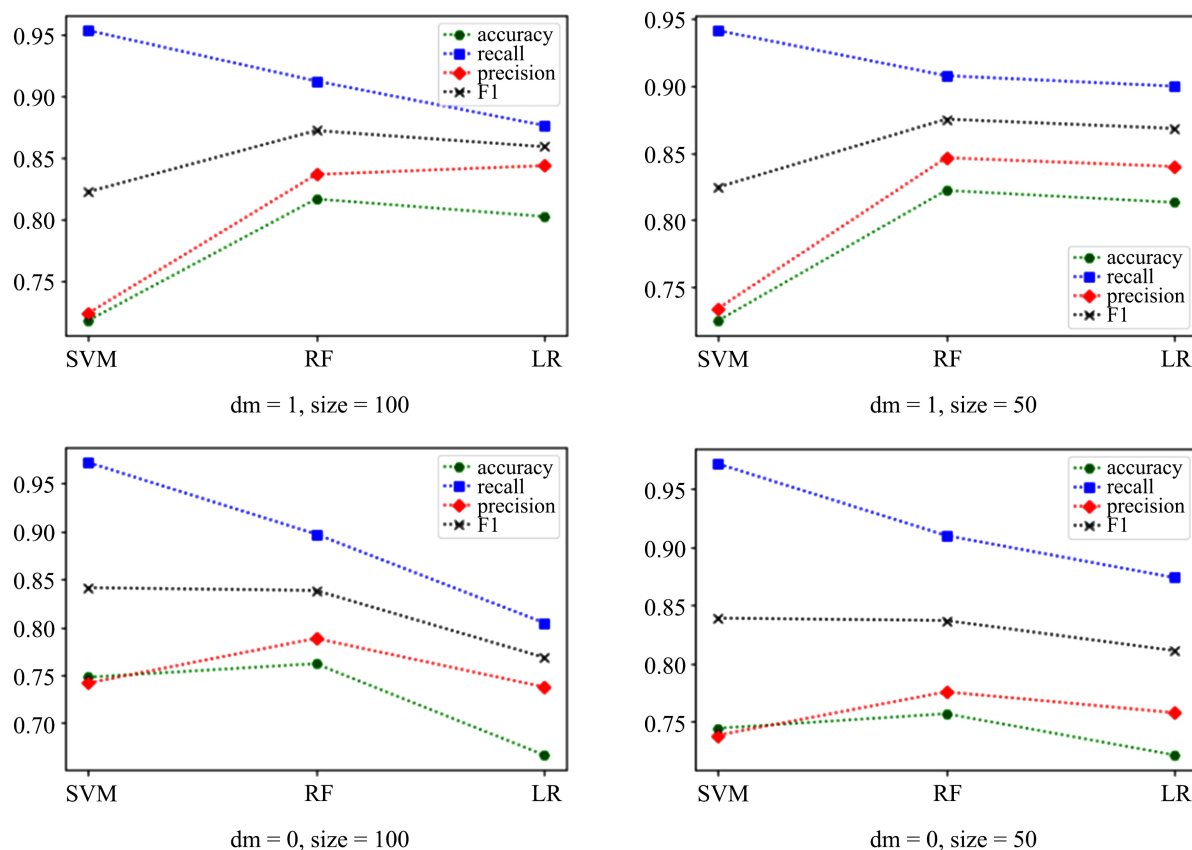 0.95
0.90
0.85
0.80
0.75
accuracy
recall
precision
F1
SVM RF LR
dm = 1, size = 100
0.95
0.90
0.85
0.80
0.75
accuracy
recall
precision
F1
SVM RF LR
dm = 1, size = 50
0.95
0.90
0.85
0.80
0.75
0.70
accuracy
recall
precision
F1
SVM RF LR
dm = 0, size = 100
0.95
0.90
0.85
0.80
0.75
accuracy
recall
precision
F1
SVM RF LR
dm = 0, size = 50